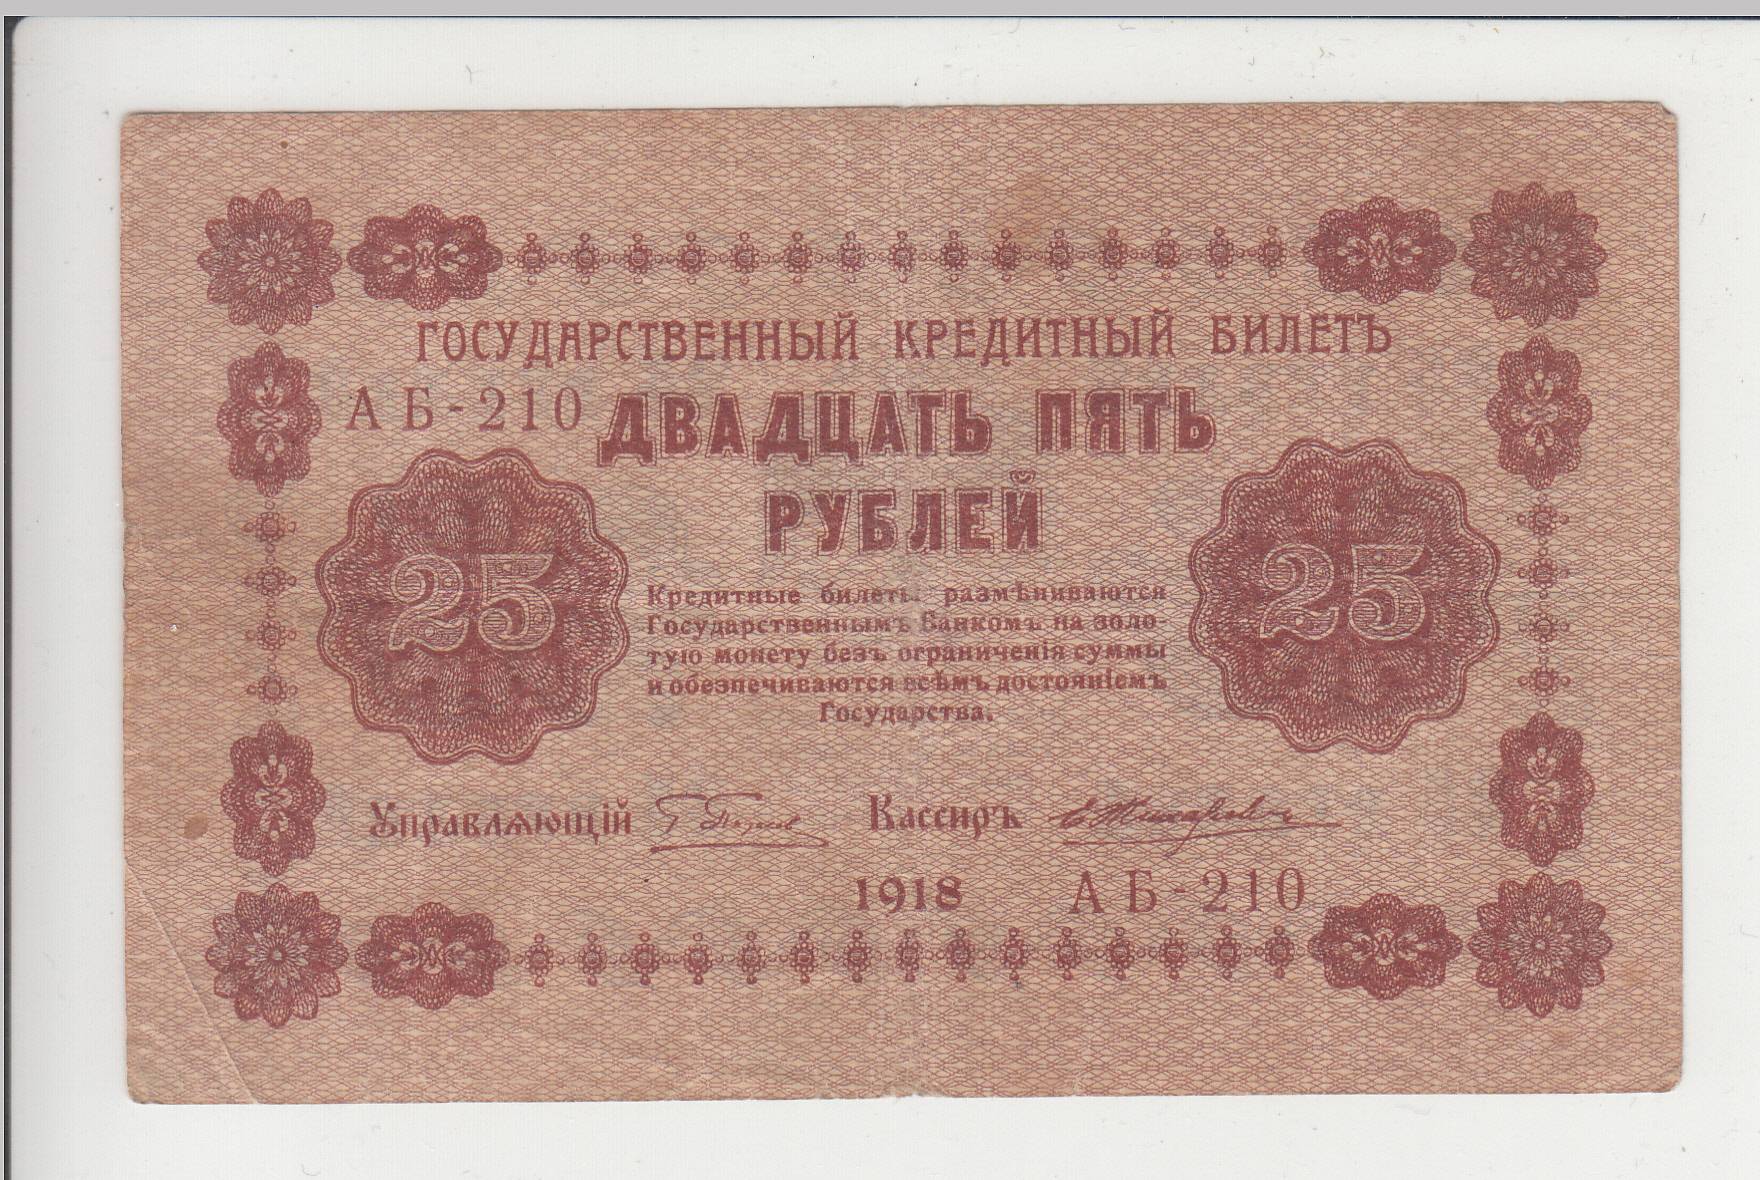 ГОСУДАРСТВЕННЫЙ КРЕДИТНЫЙ БИЛЕТЪ
АБ-210
ДВАДЦАТЬ ПЯТЬ
РУБЛЕЙ
25
25
Кредитные билеты размѣниваются
Государственнымъ Банкомъ на золо-
тую монету безъ ограниченія суммы
и обезпечиваются всѣмъ достояніемъ
Государства.
Управляющій
Кассиръ
1918 АБ-210